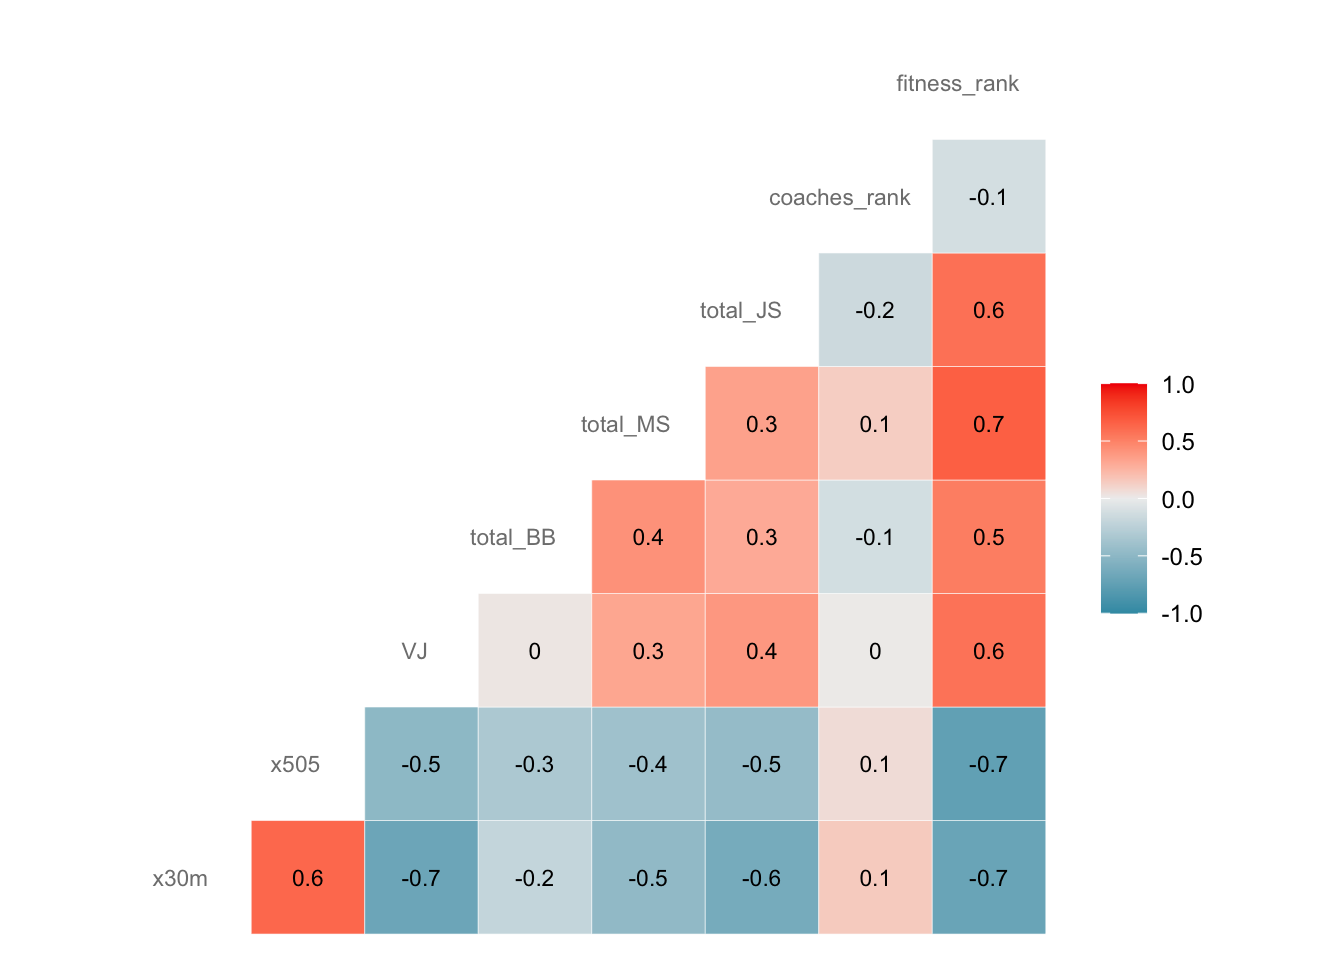 fitness_rank
coaches_rank -0.1
total_JS -0.2 0.6
total_MS 0.3 0.1 0.7
total_BB 0.4 0.3 -0.1 0.5
VJ 0 0.3 0.4 0 0.6
x505 -0.5 -0.3 -0.4 -0.5 0.1 -0.7
x30m 0.6 -0.7 -0.2 -0.5 -0.6 0.1 -0.7
1.0
0.5
0.0
-0.5
-1.0